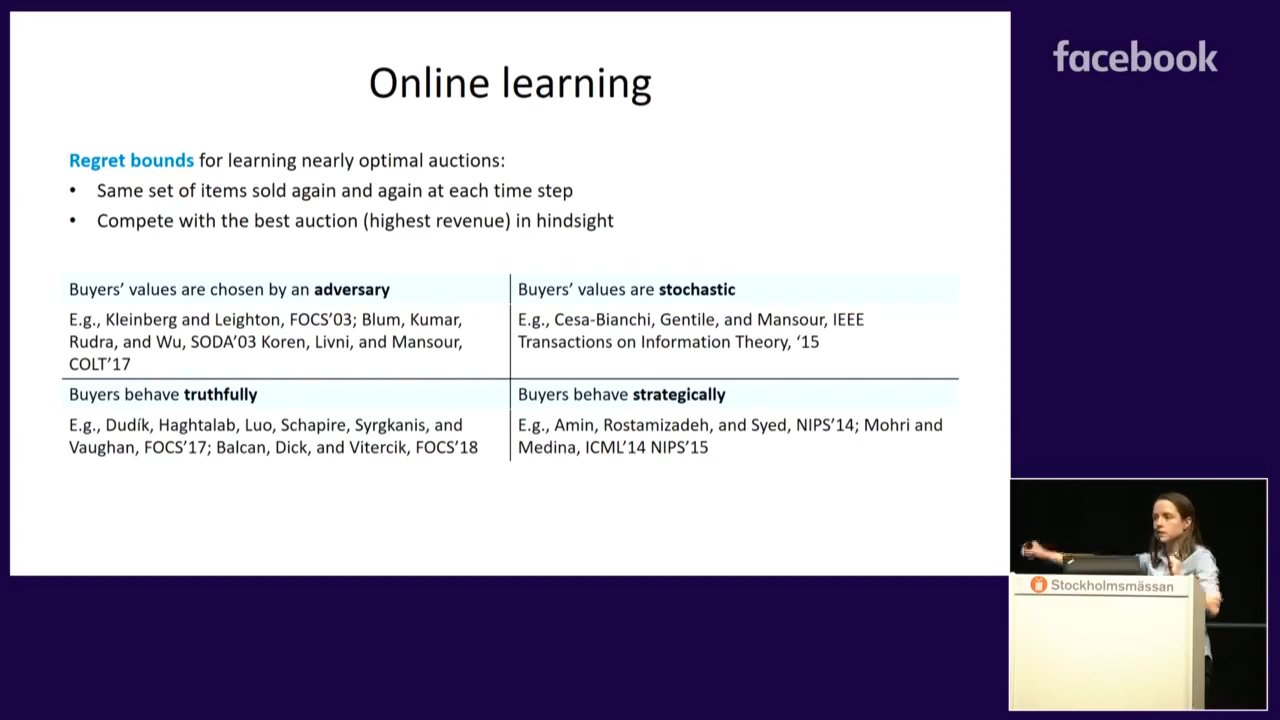 facebook
Online learning
Regret bounds for learning nearly optimal auctions:
• Same set of items sold again and again at each time step
• Compete with the best auction (highest revenue) in hindsight
Buyers’ values are chosen by an adversary
E.g., Kleinberg and Leighton, FOCS’03; Blum, Kumar,
Rudra, and Wu, SODA’03 Koren, Livni, and Mansour,
COLT’17
Buyers’ values are stochastic
E.g., Cesa-Bianchi, Gentile, and Mansour, IEEE
Transactions on Information Theory, ‘15
Buyers behave truthfully
E.g., Dudík, Haghtalab, Luo, Schapire, Syrgkanis, and
Vaughan, FOCS’17; Balcan, Dick, and Vitercik, FOCS’18
Buyers behave strategically
E.g., Amin, Rostamizadeh, and Syed, NIPS’14; Mohri and
Medina, ICML’14 NIPS’15
Stockholmsmässan